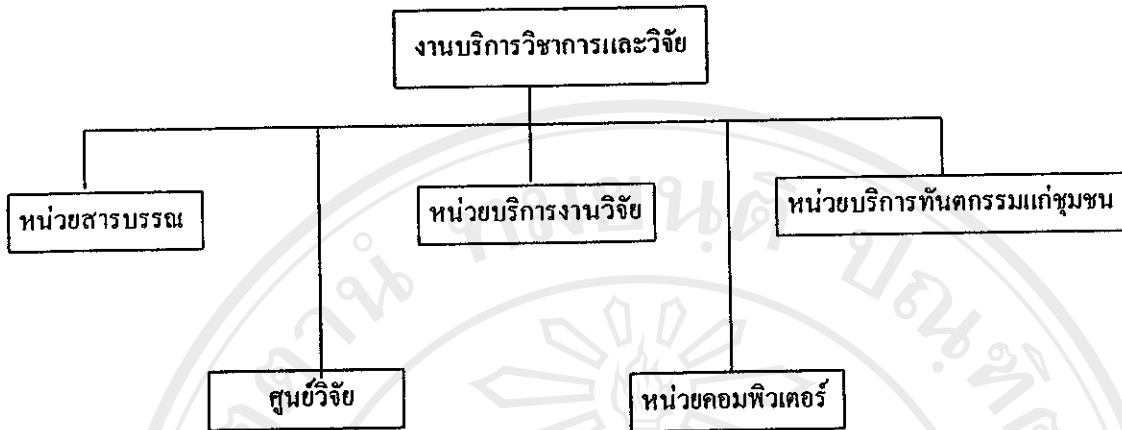 งานบริการวิชาการและวิจัย
หน่วยสารบรรณ
หน่วยบริการงานวิจัย
หน่วยบริการทันตกรรมแก่ชุมชน
ศูนย์วิจัย
หน่วยคอมพิวเตอร์